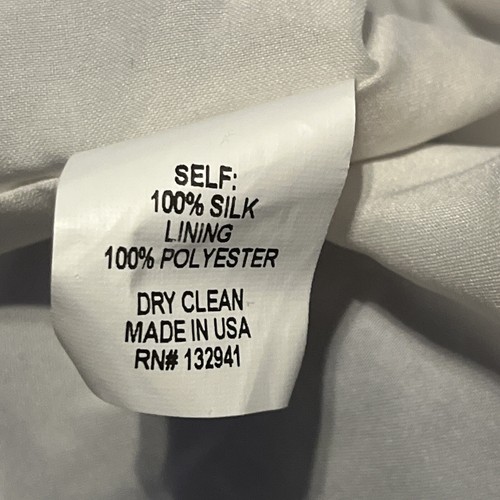 SELF:
100% SILK
LINING
100% POLYESTER
DRY CLEAN
MADE IN USA
RN# 132941